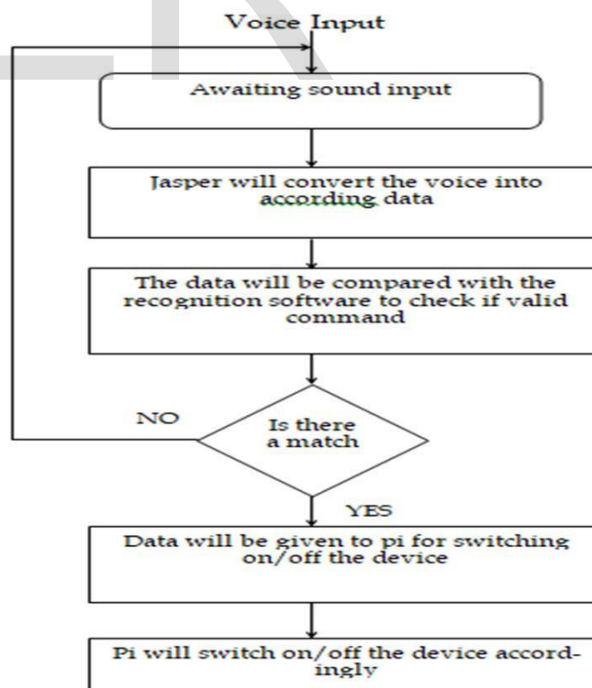 Voice Input
Awaiting sound input
Jasper will convert the voice into
according data
The data will be compared with the
recognition software to check if valid
command
Is there
a match
NO
YES
Data will be given to pi for switching
on/off the device
Pi will switch on/off the device accord-
ingly